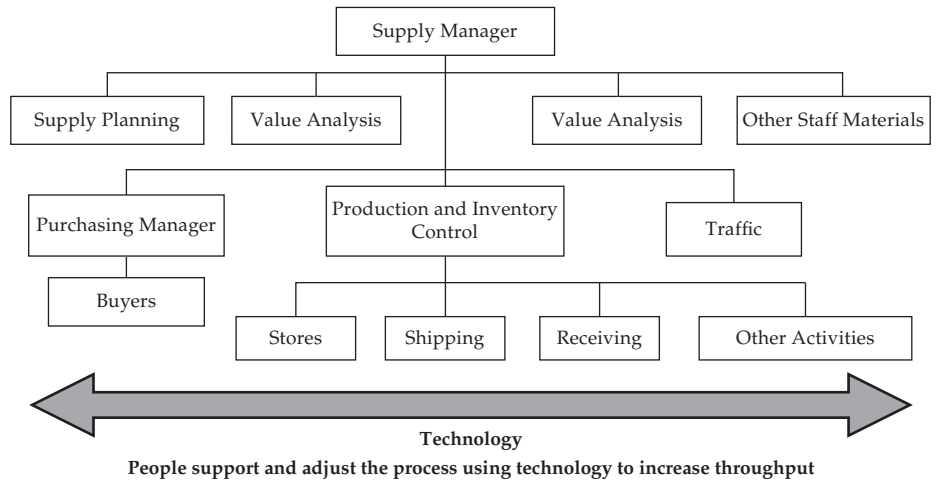 Supply Manager
Supply Planning
Value Analysis
Value Analysis
Other Staff Materials
Purchasing Manager
Production and Inventory
Control
Traffic
Buyers
Stores
Shipping
Receiving
Other Activities
Technology
People support and adjust the process using technology to increase throughput